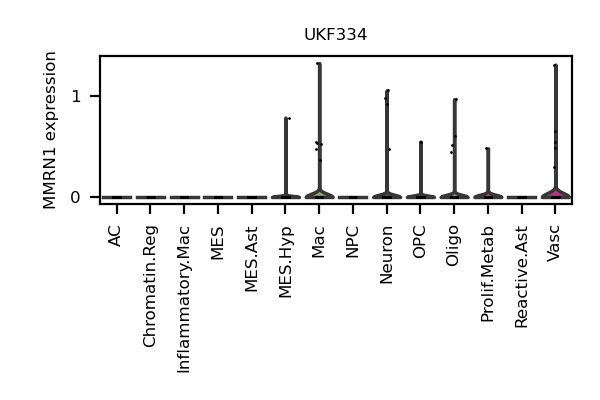 UKF334
MMRN1 expression
1
0
AC
Chromatin.Reg
Inflammatory.Mac
MES
MES.Ast
MES.Hyp
Mac
NPC
Neuron
OPC
Oligo
Prolif.Metab
Reactive.Ast
Vasc